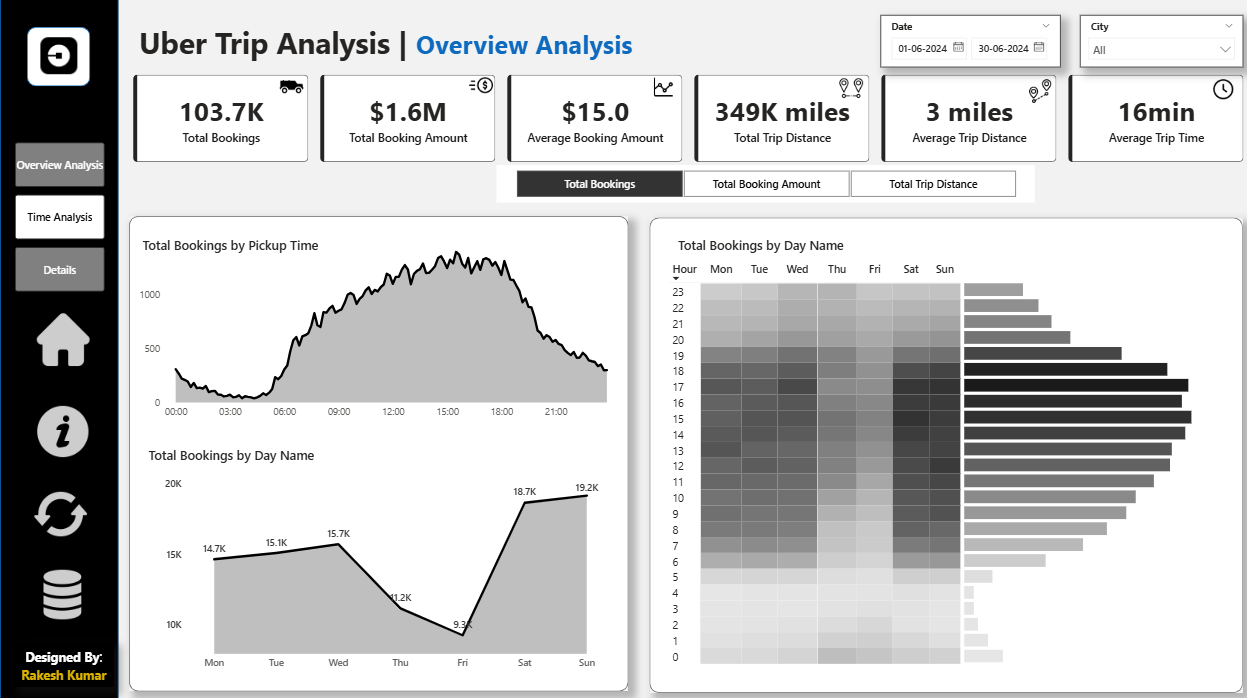 Uber Trip Analysis | Overview Analysis
Date
01-06-2024 30-06-2024
City
All
103.7K
Total Bookings
$1.6M
Total Booking Amount
$15.0
Average Booking Amount
349K miles
Total Trip Distance
3 miles
Average Trip Distance
16min
Average Trip Time
Total Bookings Total Booking Amount Total Trip Distance
Overview Analysis
Time Analysis
Details
Designed By:
Rakesh Kumar
Total Bookings by Pickup Time
1000
500
0
00:00 03:00 06:00 09:00 12:00 15:00 18:00 21:00
Total Bookings by Day Name
20K
15K
10K
14.7K 15.1K 15.7K 11.2K 9.3K 18.7K 19.2K
Mon Tue Wed Thu Fri Sat Sun
Total Bookings by Day Name
Hour Mon Tue Wed Thu Fri Sat Sun
23
22
21
20
19
18
17
16
15
14
13
12
11
10
9
8
7
6
5
4
3
2
1
0